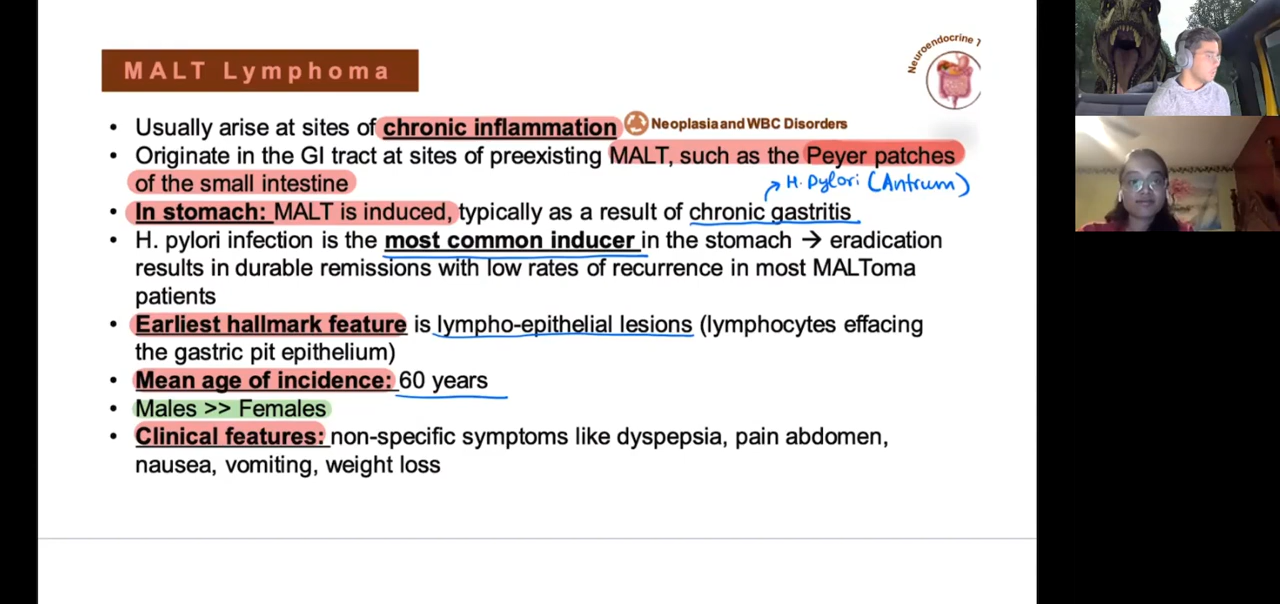 Neuroendocrine
MALT Lymphoma
• Usually arise at sites of chronic inflammation Neoplasia and WBC Disorders
• Originate in the GI tract at sites of preexisting MALT, such as the Peyer patches
of the small intestine
H. Pylori (Antrum)
• In stomach: MALT is induced, typically as a result of chronic gastritis
• H. pylori infection is the most common inducer in the stomach → eradication
results in durable remissions with low rates of recurrence in most MALToma
patients
• Earliest hallmark feature is lympho-epithelial lesions (lymphocytes effacing
the gastric pit epithelium)
• Mean age of incidence: 60 years
• Males >> Females
• Clinical features: non-specific symptoms like dyspepsia, pain abdomen,
nausea, vomiting, weight loss